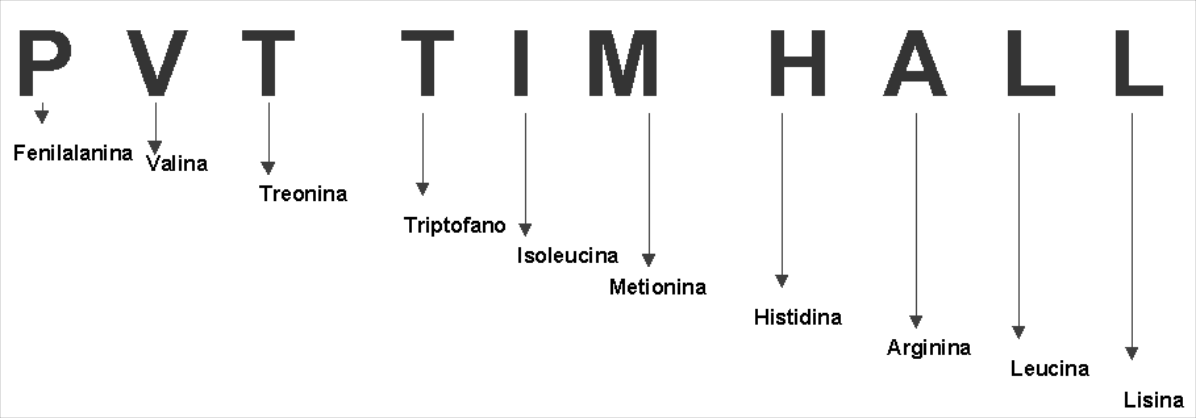 P V T T I M H A L L
Fenilalanina
Valina
Treonina
Triptofano
Isoleucina
Metionina
Histidina
Arginina
Leucina
Lisina